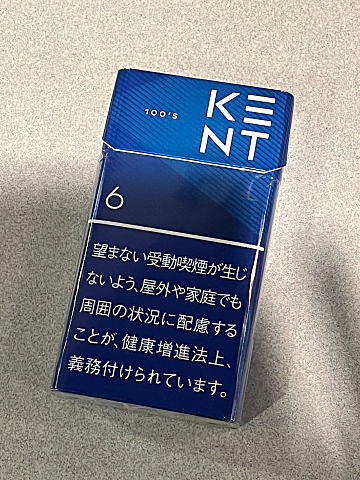 100's
KENT
6
望まない受動喫煙が生じ
ないよう、屋外や家庭でも
周囲の状況に配慮する
ことが、健康増進法上、
義務付けられています。